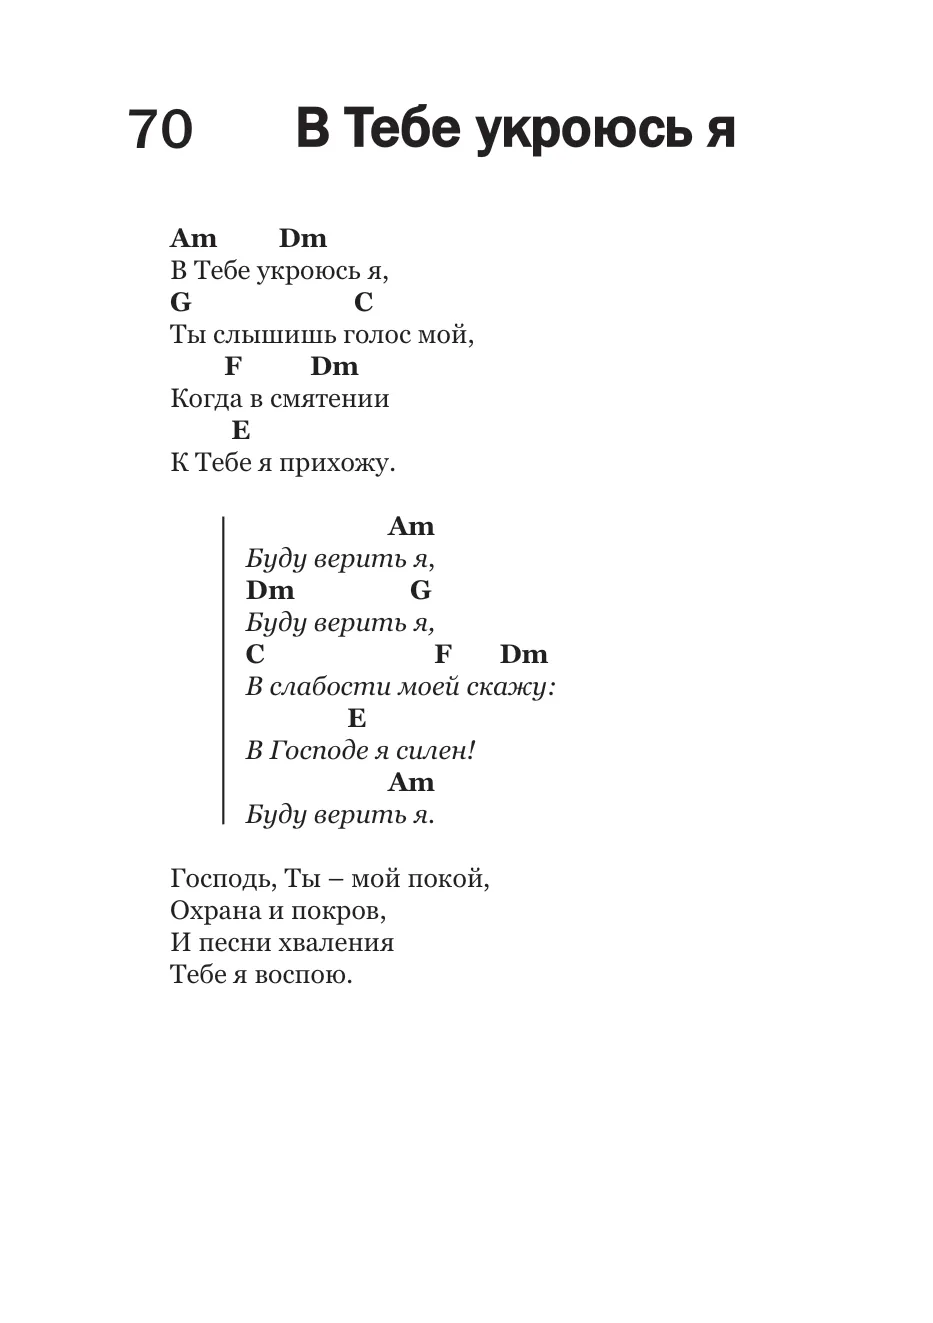 70 В Тебе укроюсь я
Am Dm
В Тебе укроюсь я,
G C
Ты слышишь голос мой,
F Dm
Когда в смятении
E
К Тебе я прихожу.
Am
Буду верить я,
Dm G
Буду верить я,
C F Dm
В слабости моей скажу:
E
В Господе я силен!
Am
Буду верить я.
Господь, Ты – мой покой,
Охрана и покров,
И песни хваления
Тебе я воспою.